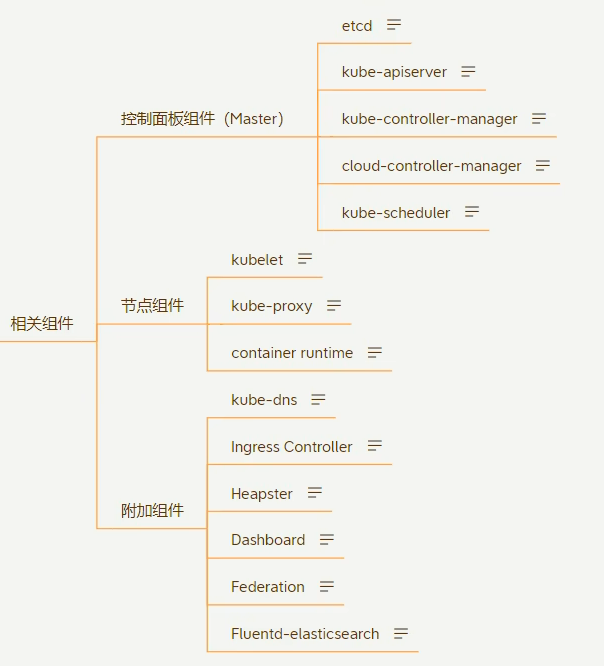 相关组件
控制面板组件（Master）
etcd
kube-apiserver
kube-controller-manager
cloud-controller-manager
kube-scheduler
节点组件
kubelet
kube-proxy
container runtime
附加组件
kube-dns
Ingress Controller
Heapster
Dashboard
Federation
Fluentd-elasticsearch